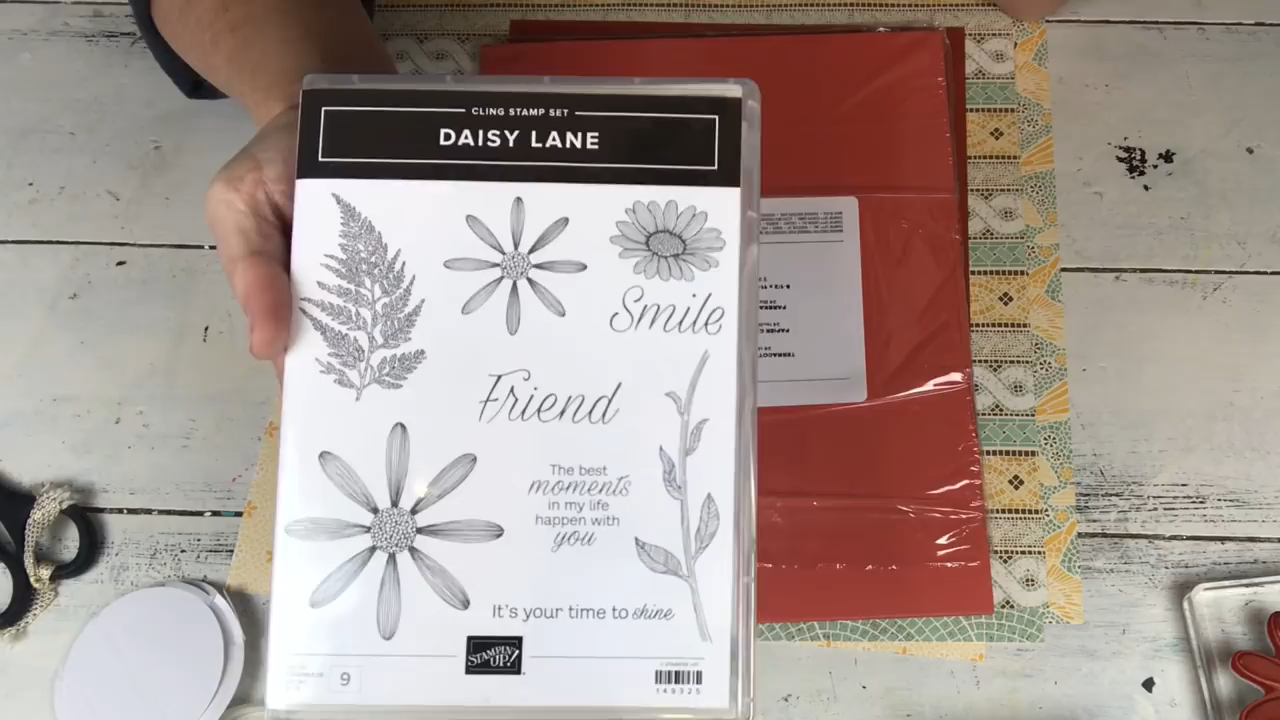 CLING STAMP SET
DAISY LANE
Smile
Friend
The best
moments
in my life
happen with
you
It's your time to shine
STAMPIN' UP!
9
149325